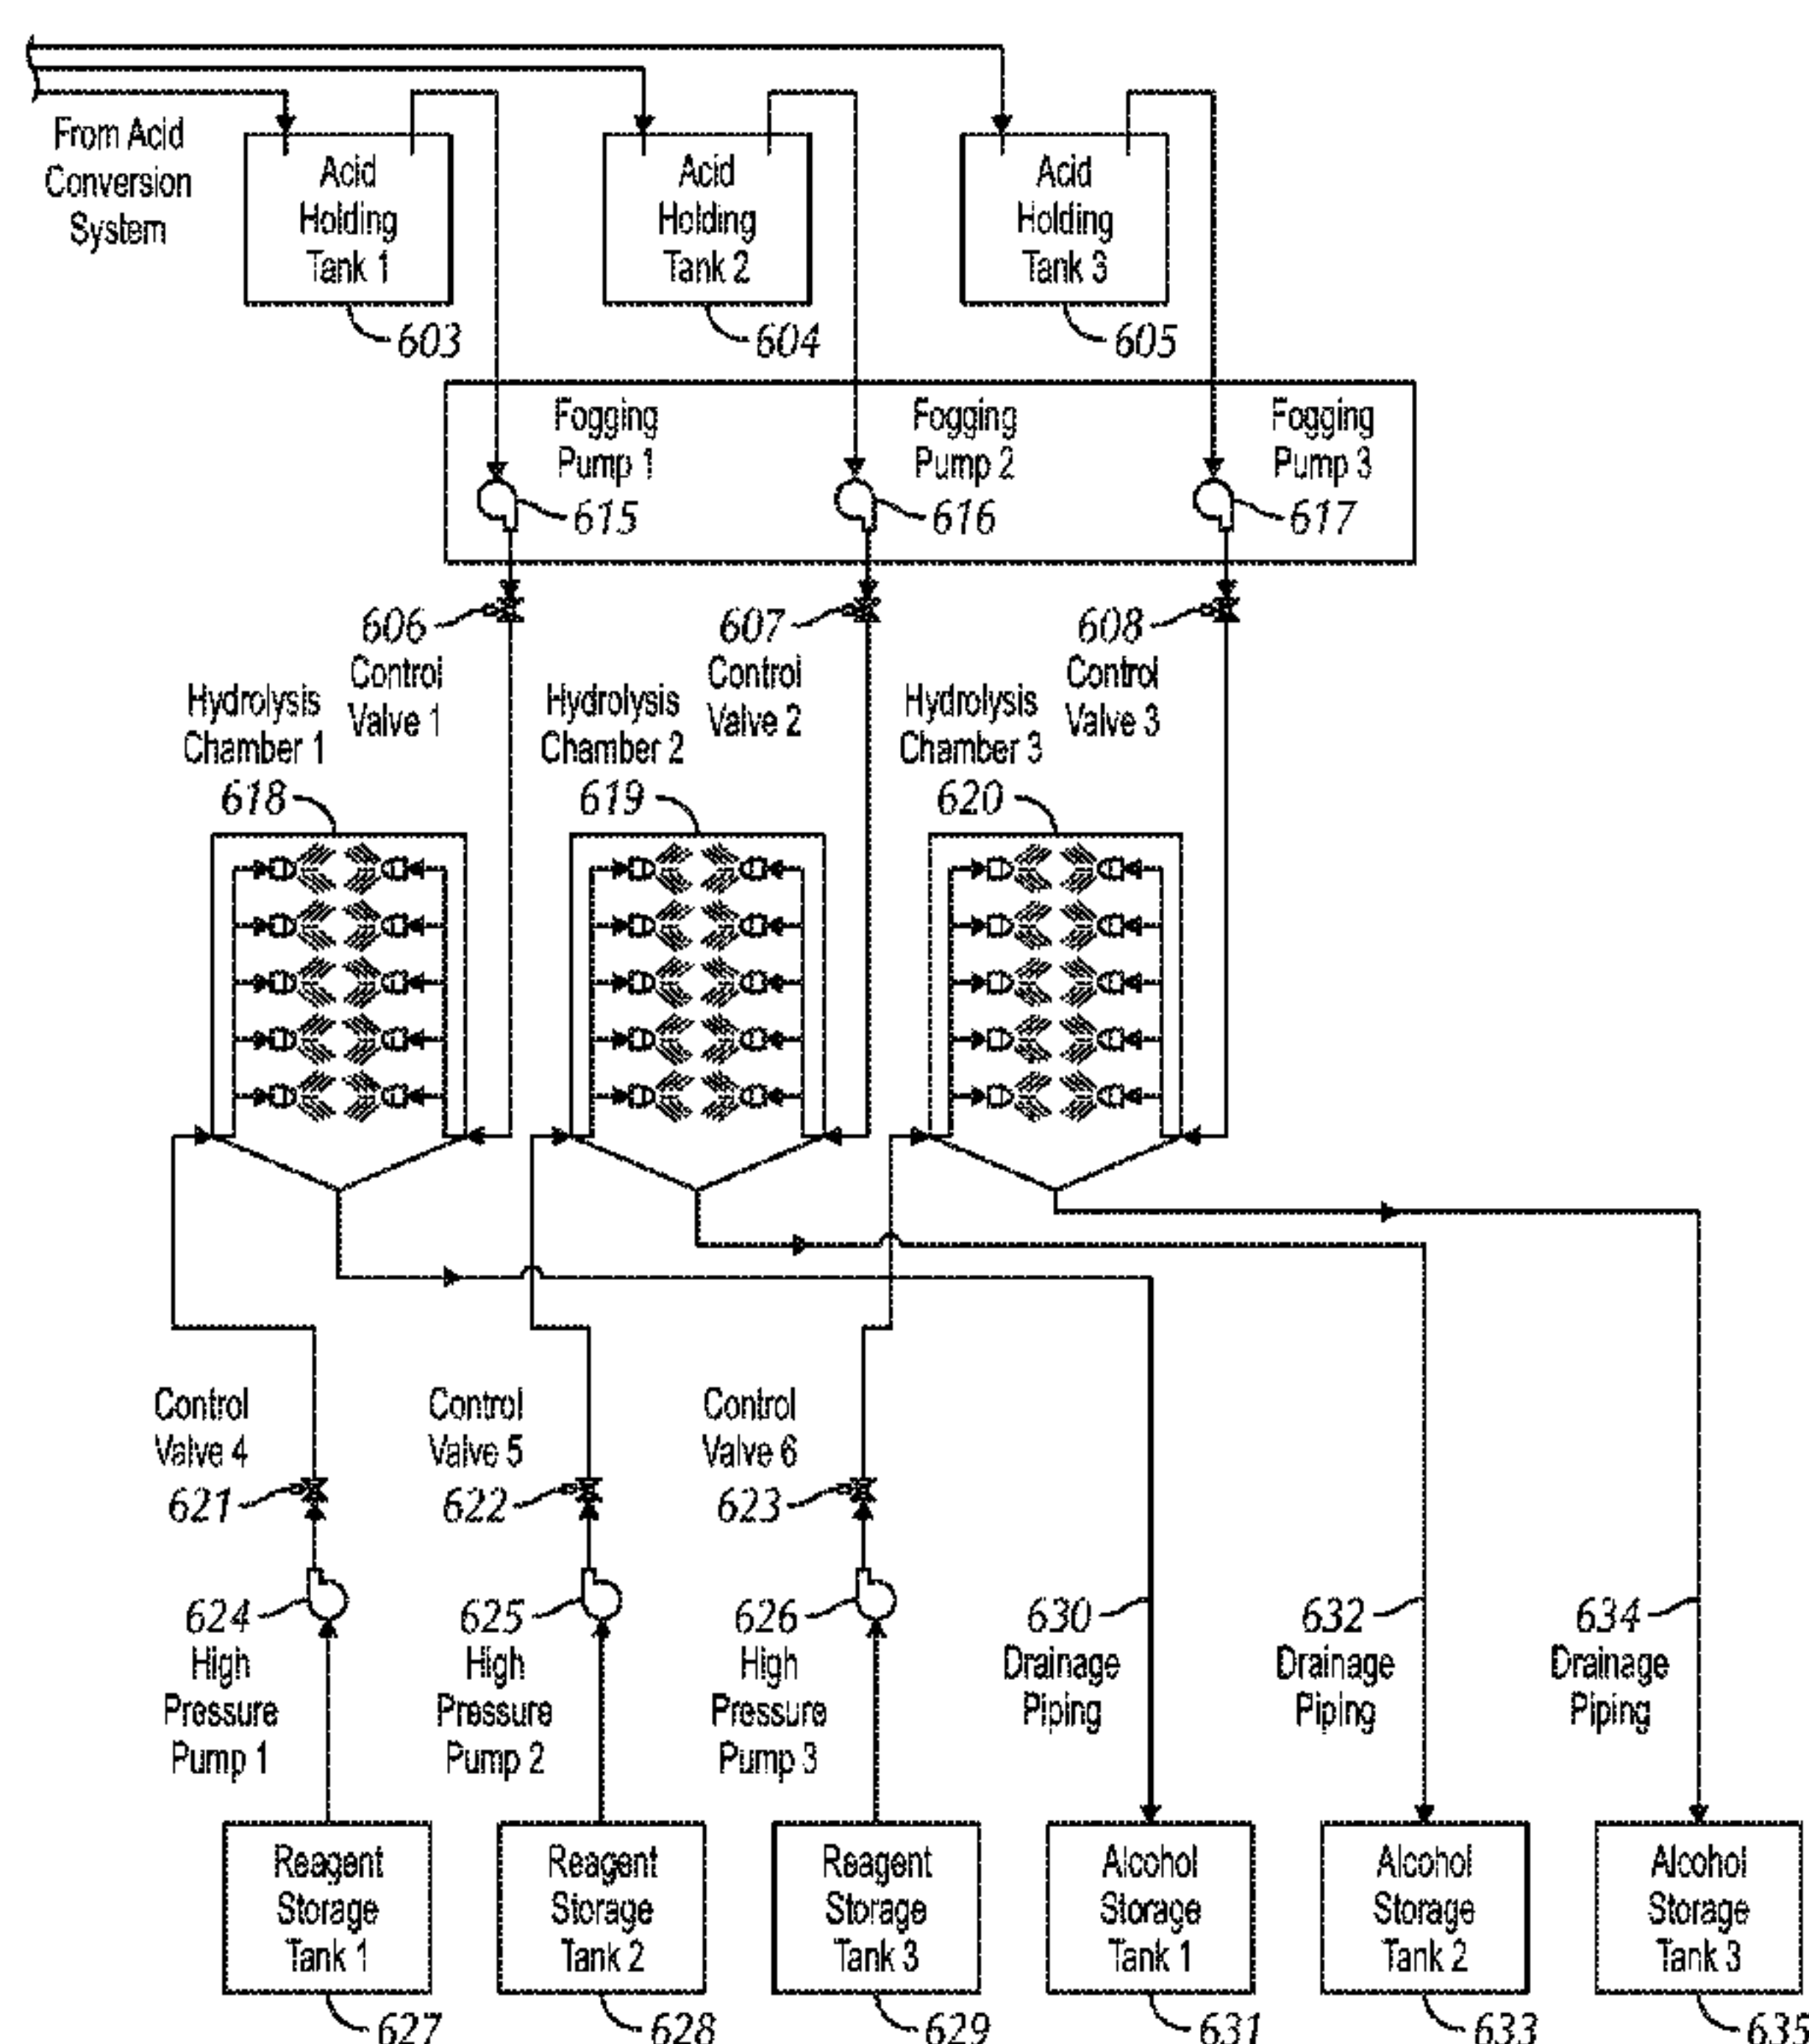 From Acid
Conversion
System
Acid
Holding
Tank 1
603
Acid
Holding
Tank 2
604
Acid
Holding
Tank 3
605
Fogging
Pump 1
615
Fogging
Pump 2
616
Fogging
Pump 3
617
606
Control
Valve 1
607
Control
Valve 2
608
Control
Valve 3
Hydrolysis
Chamber 1
618
Hydrolysis
Chamber 2
619
Hydrolysis
Chamber 3
620
Control
Valve 4
621
Control
Valve 5
622
Control
Valve 6
623
624
High
Pressure
Pump 1
625
High
Pressure
Pump 2
626
High
Pressure
Pump 3
630
Drainage
Piping
632
Drainage
Piping
634
Drainage
Piping
Reagent
Storage
Tank 1
627
Reagent
Storage
Tank 2
628
Reagent
Storage
Tank 3
629
Alcohol
Storage
Tank 1
631
Alcohol
Storage
Tank 2
633
Alcohol
Storage
Tank 3
635